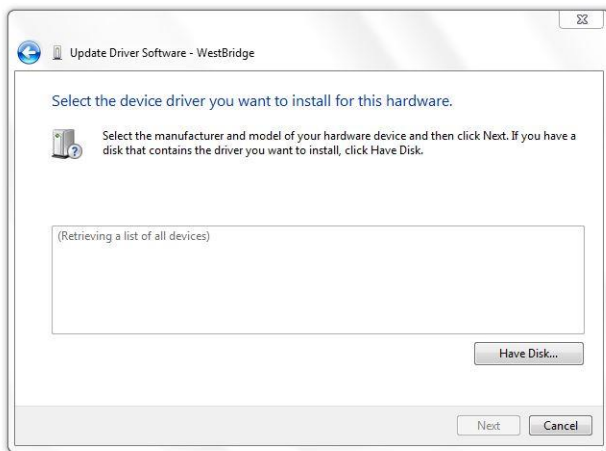 Update Driver Software - WestBridge
Select the device driver you want to install for this hardware.
Select the manufacturer and model of your hardware device and then click Next. If you have a
disk that contains the driver you want to install, click Have Disk.
(Retrieving a list of all devices)
Have Disk...
Next
Cancel